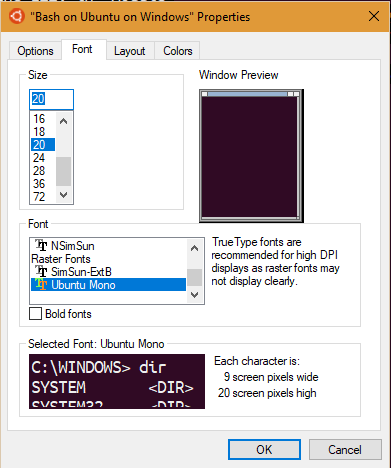 "Bash on Ubuntu on Windows" Properties
Options Font Layout Colors
Size
Window Preview
20
16
18
20
24
28
36
72
Font
NSimSun
Raster Fonts
SimSun-ExtB
Ubuntu Mono
TrueType fonts are
recommended for high DPI
displays as raster fonts may
not display clearly.
Bold fonts
Selected Font: Ubuntu Mono
C:\WINDOWS> dir
SYSTEM <DIR>
SYSTEM32 <DIR>
Each character is:
9 screen pixels wide
20 screen pixels high
OK Cancel